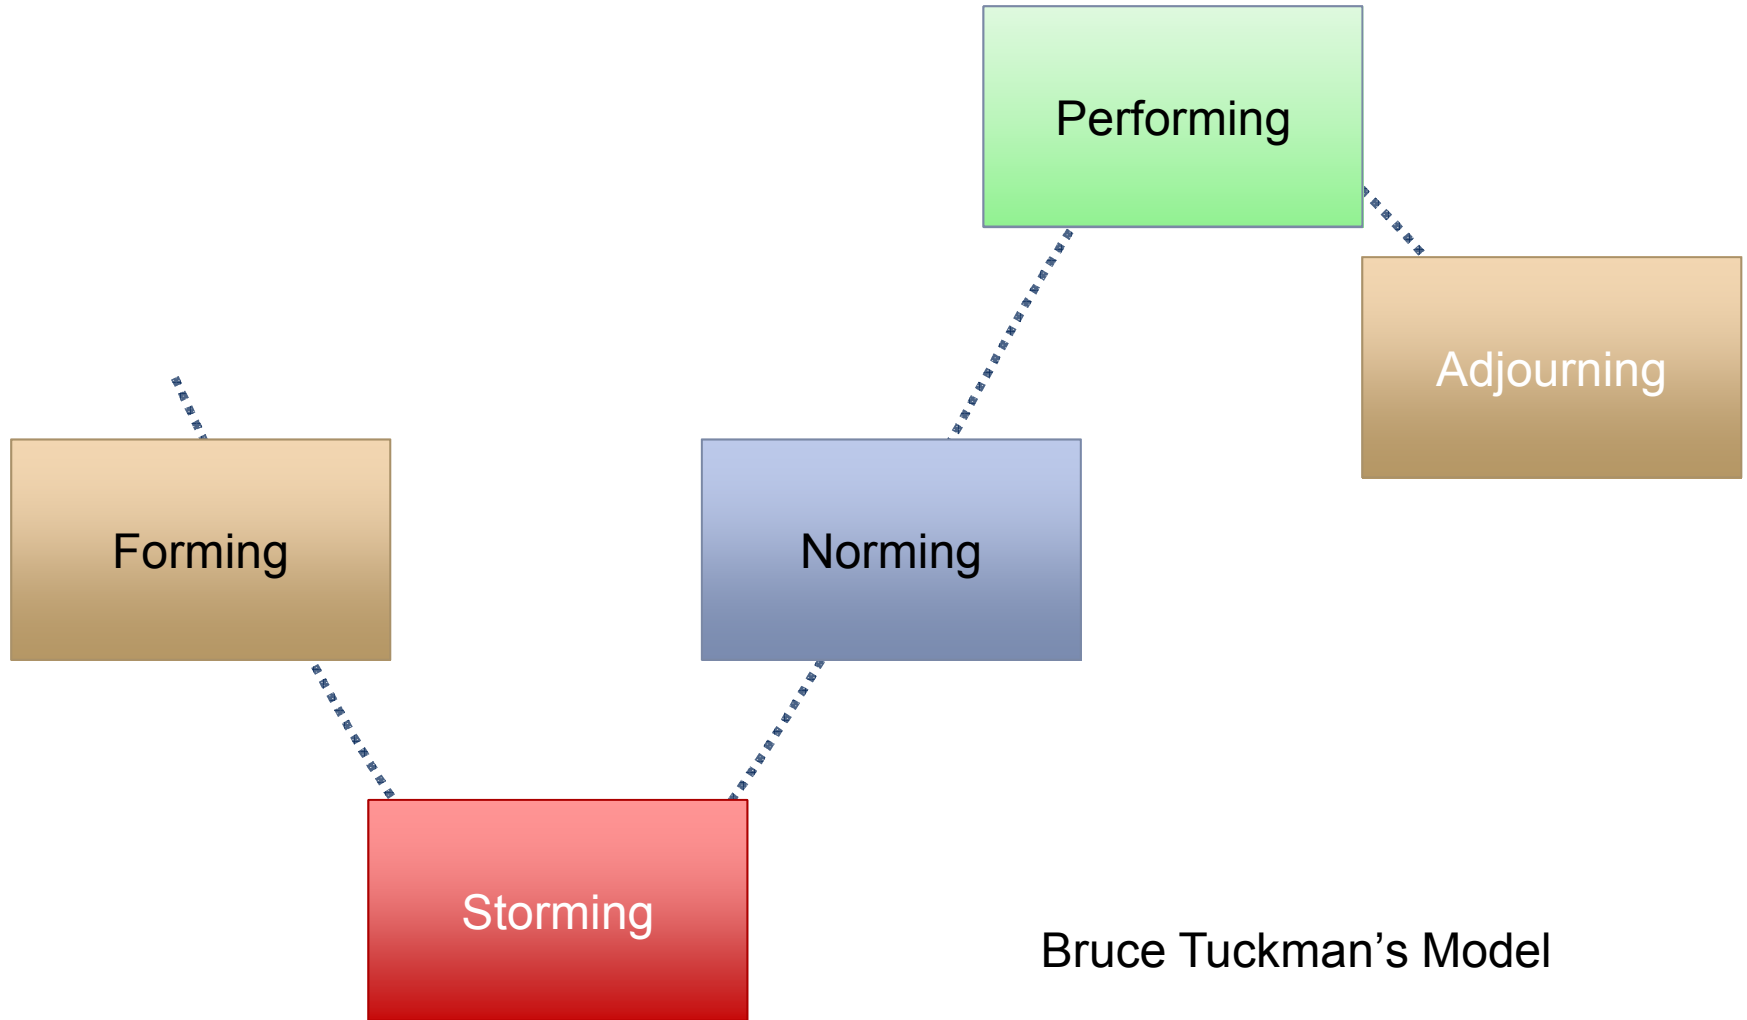 Performing
Adjourning
Forming
Norming
Storming
Bruce Tuckman’s Model